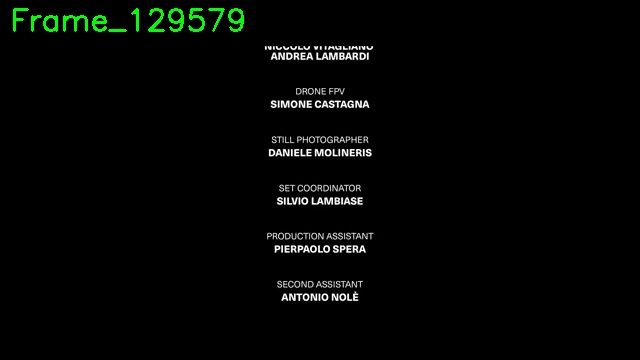 Frame_129579
NICCOLÒ VITAGLIANO
ANDREA LAMBARDI
DRONE FPV
SIMONE CASTAGNA
STILL PHOTOGRAPHER
DANIELE MOLINERIS
SET COORDINATOR
SILVIO LAMBIASE
PRODUCTION ASSISTANT
PIERPAOLO SPERA
SECOND ASSISTANT
ANTONIO NOLÈ